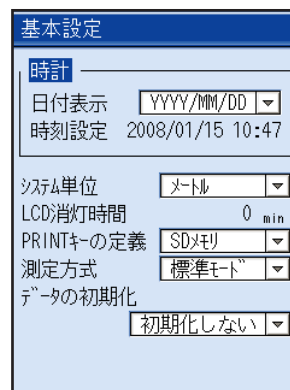 基本設定
時計
日付表示 YYYY/MM/DD
時刻設定 2008/01/15 10:47
ｼｽﾃﾑ単位 ﾒｰﾄﾙ
LCD消灯時間 0 min
PRINTｷｰの定義 SDﾒﾓﾘ
測定方式 標準ﾓｰﾄﾞ
ﾃﾞｰﾀの初期化
初期化しない